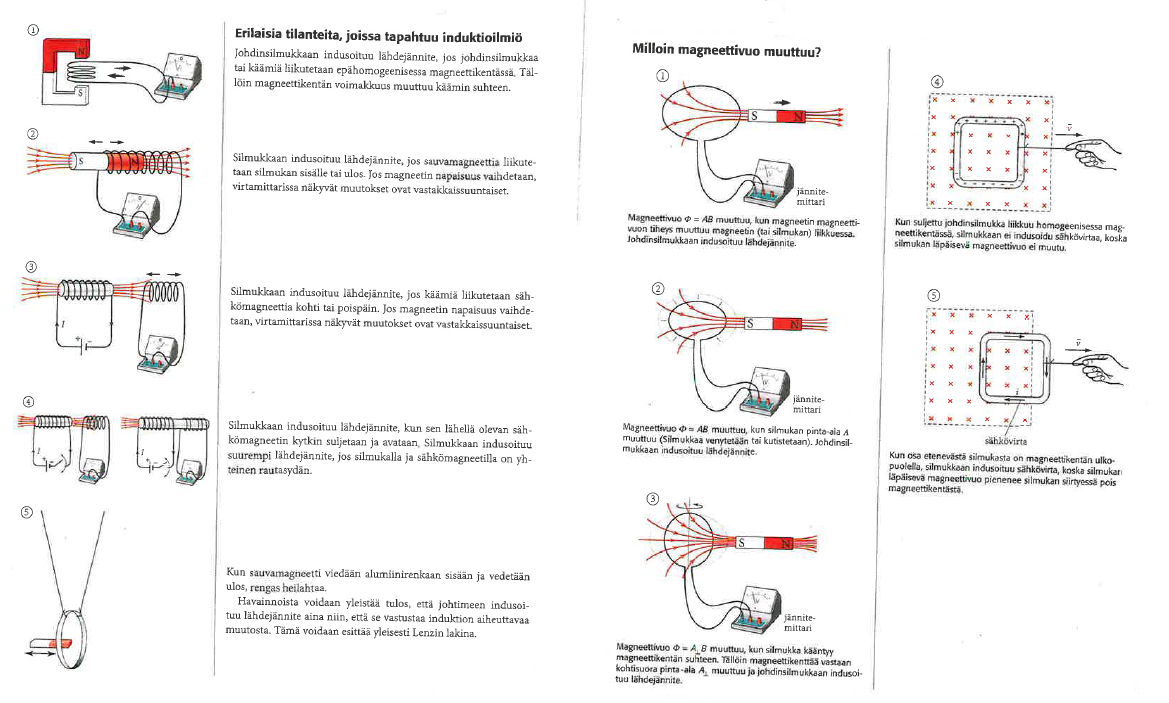 Erilaisia tilanteita, joissa tapahtuu induktioilmiö
①
Johdinsilmukkaan indusoituu lähdejännite, jos johdinsilmukkaa
tai käämiä liikutetaan epähomogeenisessa magneettikentässä. Täl-
löin magneettikentän voimakkuus muuttuu käämin suhteen.
N
S
②
S N
Silmukkaan indusoituu lähdejännite, jos sauvamagneettia liikute-
taan silmukan sisälle tai ulos. Jos magneetin napaisuus vaihdetaan,
virtamittarissa näkyvät muutokset ovat vastakkaissuuntaiset.
③
I
+ -
Silmukkaan indusoituu lähdejännite, jos käämiä liikutetaan säh-
kömagneettia kohti tai poispäin. Jos magneetin napaisuus vaihde-
taan, virtamittarissa näkyvät muutokset ovat vastakkaissuuntaiset.
④
I + I +
Silmukkaan indusoituu lähdejännite, kun sen lähellä olevan säh-
kömagneetin kytkin suljetaan ja avataan. Silmukkaan indusoituu
suurempi lähdejännite, jos silmukalla ja sähkömagneetilla on yh-
teinen rautasydän.
⑤
Kun sauvamagneetti viedään alumiinirenkaan sisään ja vedetään
ulos, rengas heilahtaa.
Havainnoista voidaan yleistää tulos, että johtimeen indusoi-
tuu lähdejännite aina niin, että se vastustaa induktion aiheuttavaa
muutosta. Tämä voidaan esittää yleisesti Lenzin lakina.
Milloin magneettivuo muuttuu?
①
S N
V
jännite-
mittari
Magneettivuo Φ = AB muuttuu, kun magneetin magneetti-
vuon tiheys muuttuu magneetin (tai silmukan) liikkuessa.
Johdinsilmukkaan indusoituu lähdejännite.
②
S N
V
jännite-
mittari
Magneettivuo Φ = AB muuttuu, kun silmukan pinta-ala A
muuttuu (Silmukkaa venytetään tai kutistetaan). Johdinsil-
mukkaan indusoituu lähdejännite.
③
S N
V
jännite-
mittari
Magneettivuo Φ = A⊥ B muuttuu, kun silmukka kääntyy
magneettikentän suhteen. Tällöin magneettikenttää vastaan
kohtisuora pinta-ala A⊥ muuttuu ja johdinsilmukkaan indusoi-
tuu lähdejännite.
④
v̄
Kun suljettu johdinsilmukka liikkuu homogeenisessa mag-
neettikentässä, silmukkaan ei indusoidu sähkövirtaa, koska
silmukan läpäisevä magneettivuo ei muutu.
⑤
v̄
i
sähkövirta
Kun osa etenevästä silmukasta on magneettikentän ulko-
puolella, silmukkaan indusoituu sähkövirta, koska silmukan
läpäisevä magneettivuo pienenee silmukan siirtyessä pois
magneettikentästä.